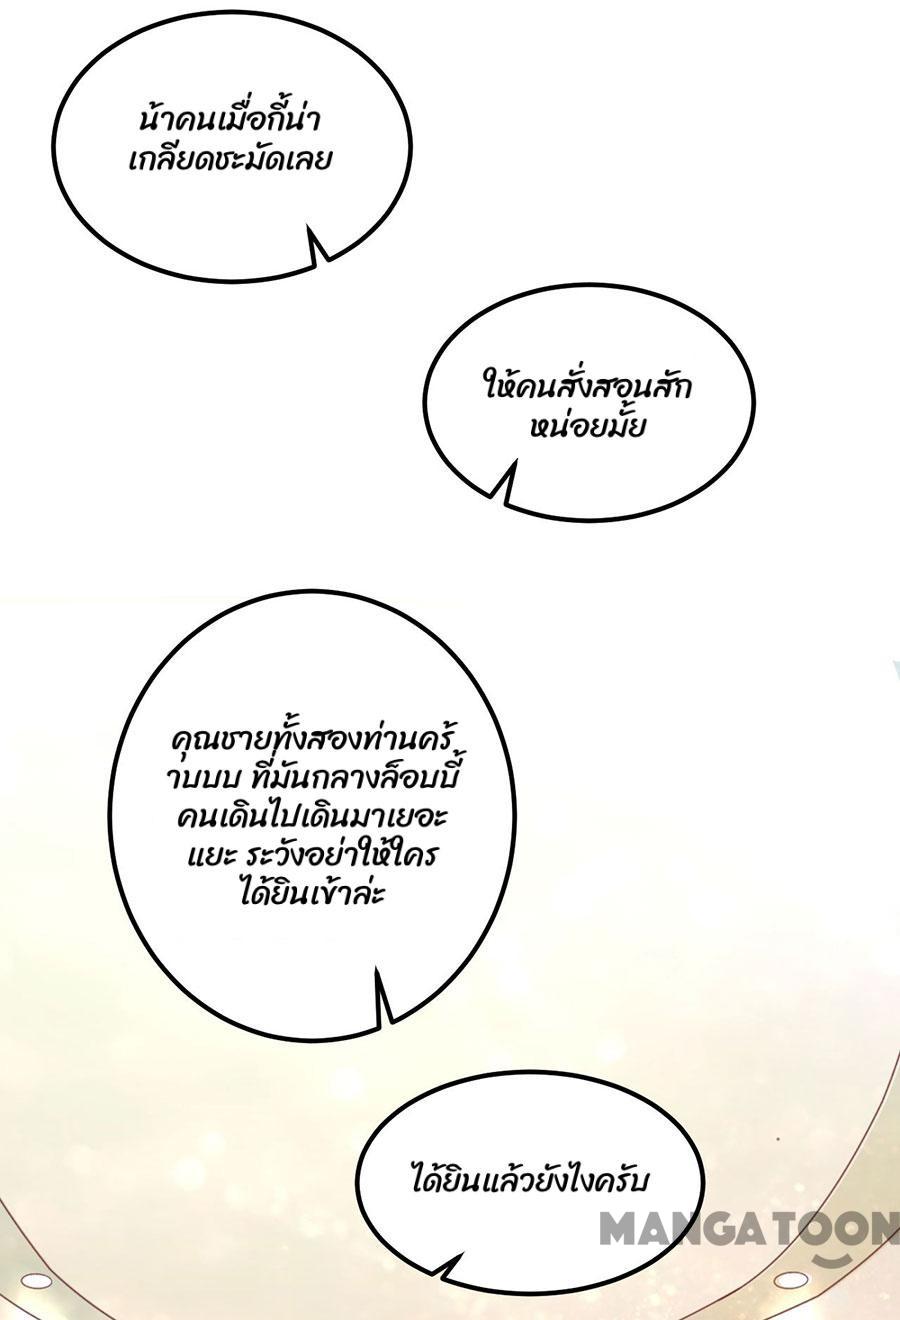 น้าคนเมื่อกี้น่า
เกลียดชะมัดเลย
ให้คนสั่งสอนสัก
หน่อยมั้ย
คุณชายทั้งสองท่านคร้
าบบบ ที่มันกลางล็อบบี้
คนเดินไปเดินมาเยอะ
แยะ ระวังอย่าให้ใคร
ได้ยินเข้าล่ะ
ได้ยินแล้วยังไงครับ
MANGATOON